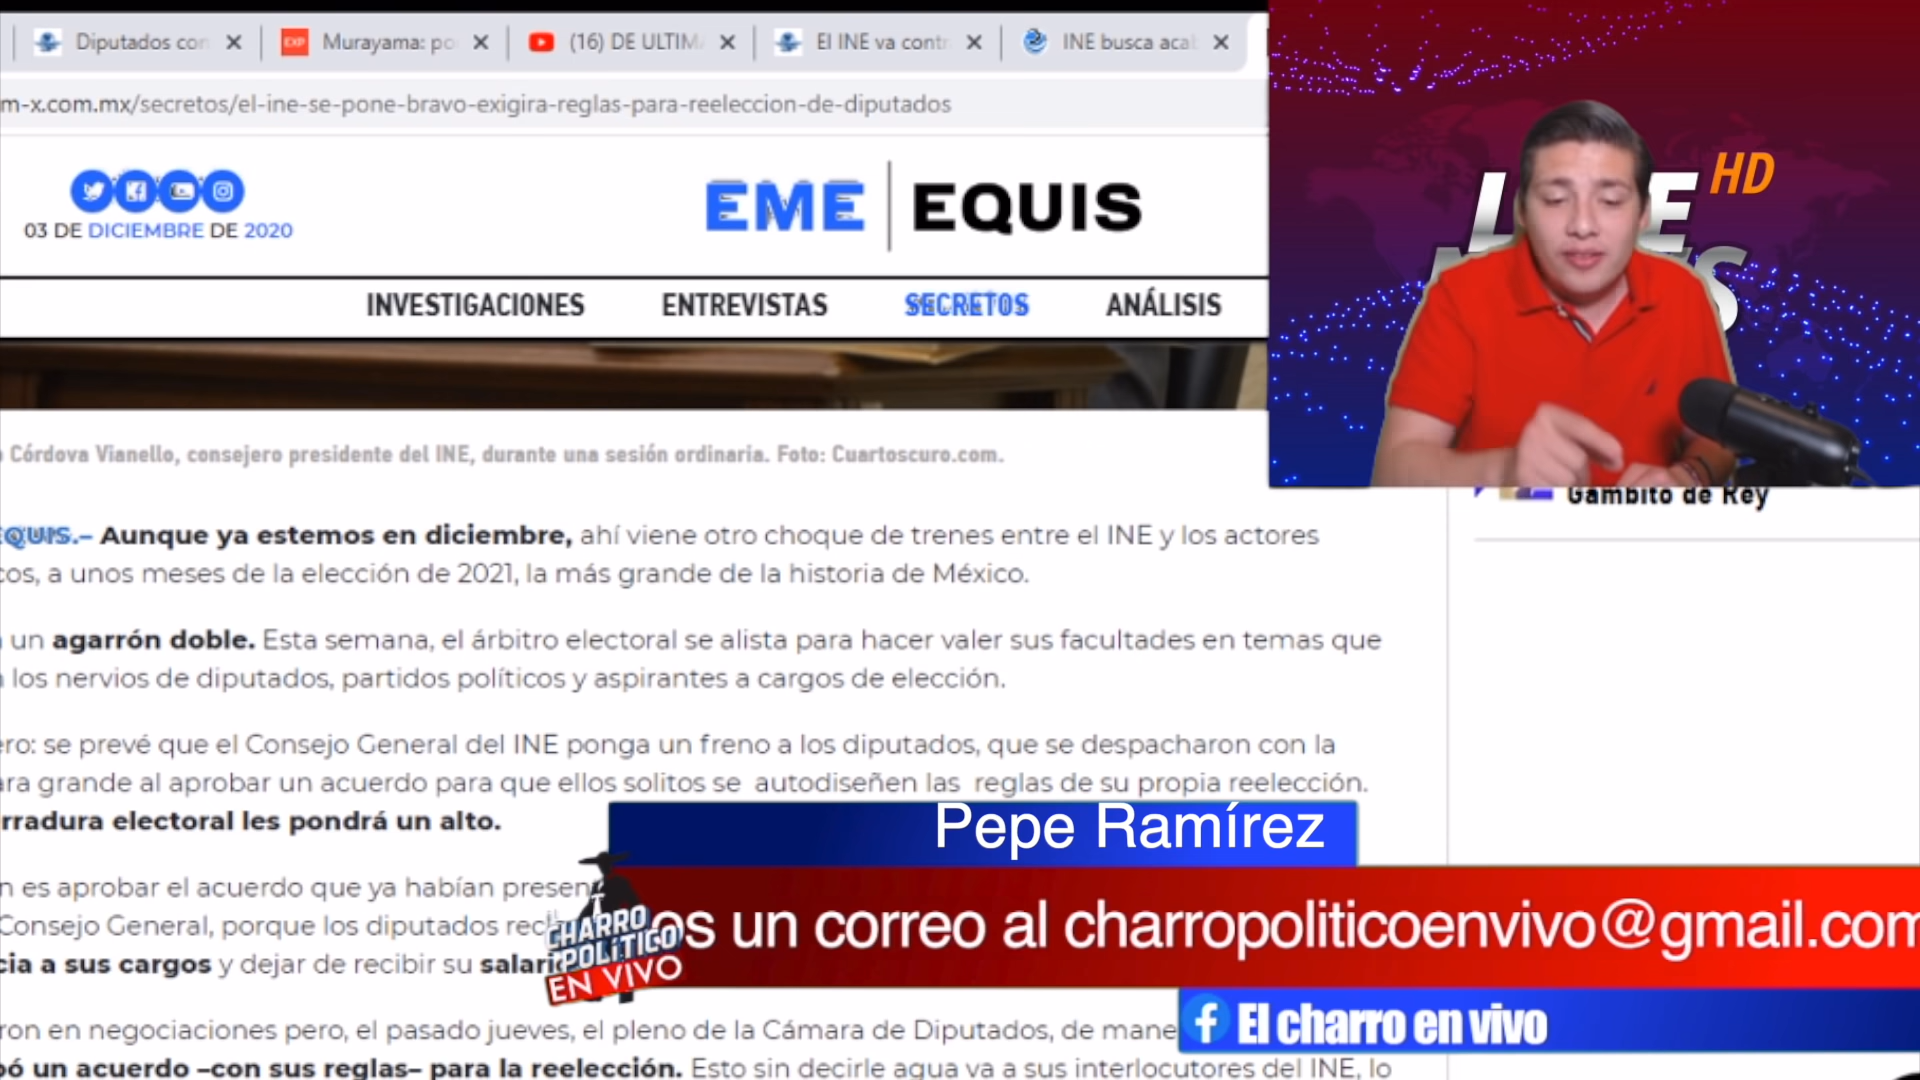 Diputados con
Murayama: po
(16) DE ULTIMA
El INE va contr
INE busca acab
m-x.com.mx/secretos/el-ine-se-pone-bravo-exigira-reglas-para-reeleccion-de-diputados
03 DE DICIEMBRE DE 2020
EME EQUIS
INVESTIGACIONES
ENTREVISTAS
SECRETOS
ANÁLISIS
HD
Córdova Vianello, consejero presidente del INE, durante una sesión ordinaria. Foto: Cuartoscuro.com.
Gambito de Rey
EQUIS.– Aunque ya estemos en diciembre, ahí viene otro choque de trenes entre el INE y los actores
cos, a unos meses de la elección de 2021, la más grande de la historia de México.
un agarrón doble. Esta semana, el árbitro electoral se alista para hacer valer sus facultades en temas que
los nervios de diputados, partidos políticos y aspirantes a cargos de elección.
ero: se prevé que el Consejo General del INE ponga un freno a los diputados, que se despacharon con la
ara grande al aprobar un acuerdo para que ellos solitos se autodiseñen las reglas de su propia reelección.
rradura electoral les pondrá un alto.
n es aprobar el acuerdo que ya habían presen
Consejo General, porque los diputados rec
cia a sus cargos y dejar de recibir su salari
ron en negociaciones pero, el pasado jueves, el pleno de la Cámara de Diputados, de mane
bó un acuerdo –con sus reglas– para la reelección. Esto sin decirle agua va a sus interlocutores del INE, lo
Pepe Ramírez
os un correo al charropoliticoenvivo@gmail.com
CHARRO
POLÍTICO
EN VIVO
El charro en vivo